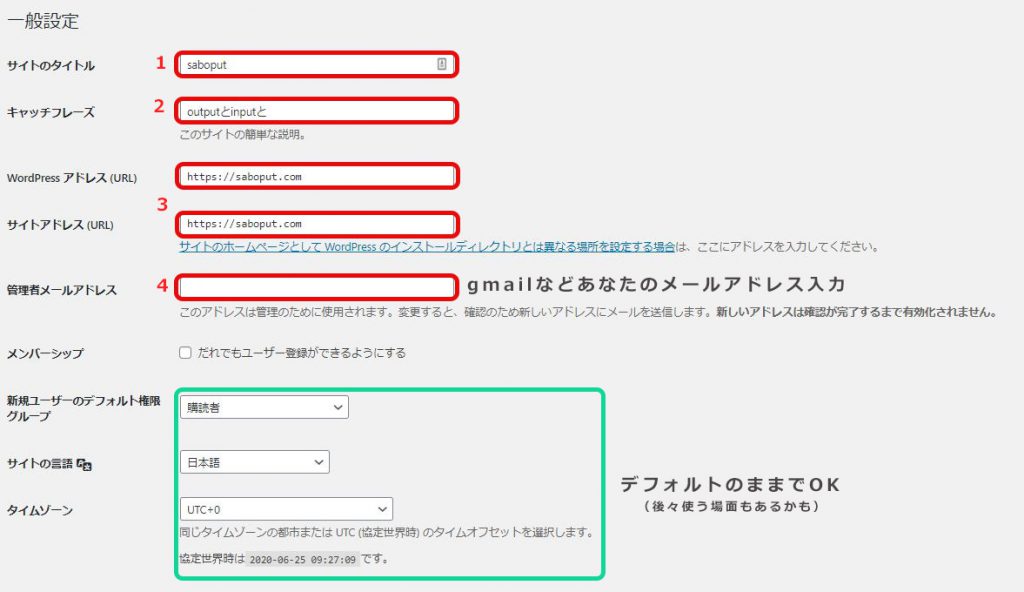 一般設定
サイトのタイトル
1
saboput
キャッチフレーズ
2
outputとinputと
このサイトの簡単な説明。
WordPress アドレス (URL)
https://saboput.com
3
サイトアドレス (URL)
https://saboput.com
サイトのホームページとして WordPress のインストールディレクトリとは異なる場所を設定する場合は、ここにアドレスを入力してください。
管理者メールアドレス
4
gmailなどあなたのメールアドレス入力
このアドレスは管理のために使用されます。変更すると、確認のため新しいアドレスにメールを送信します。新しいアドレスは確認が完了するまで有効化されません。
メンバーシップ
だれでもユーザー登録ができるようにする
新規ユーザーのデフォルト権限
グループ
購読者
サイトの言語
日本語
デフォルトのままでOK
(後々使う場面もあるかも)
タイムゾーン
UTC+0
同じタイムゾーンの都市または UTC (協定世界時) のタイムオフセットを選択します。
協定世界時は 2020-06-25 09:27:09 です。